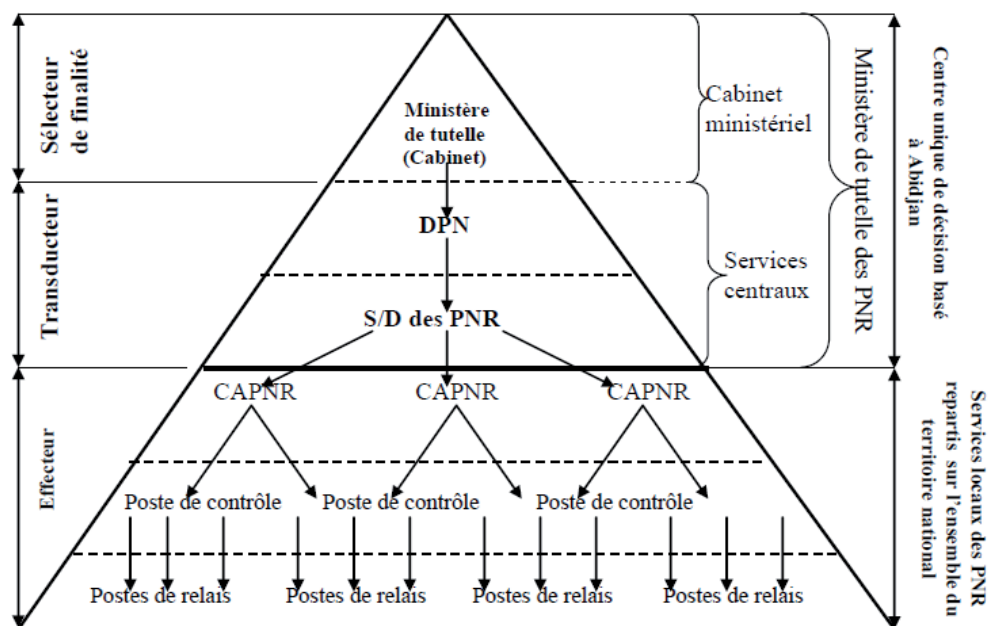 Sélecteur
de finalité
Transducteur
Effecteur
Ministère
de tutelle
(Cabinet)
DPN
S/D des PNR
CAPNR
CAPNR
CAPNR
Poste de contrôle
Poste de contrôle
Poste de contrôle
Postes de relais
Postes de relais
Postes de relais
Postes de relais
Cabinet
ministériel
Services
centraux
Ministère de tutelle des PNR
Centre unique de décision basé
à Abidjan
Services locaux des PNR
repartis sur l'ensemble du
territoire national